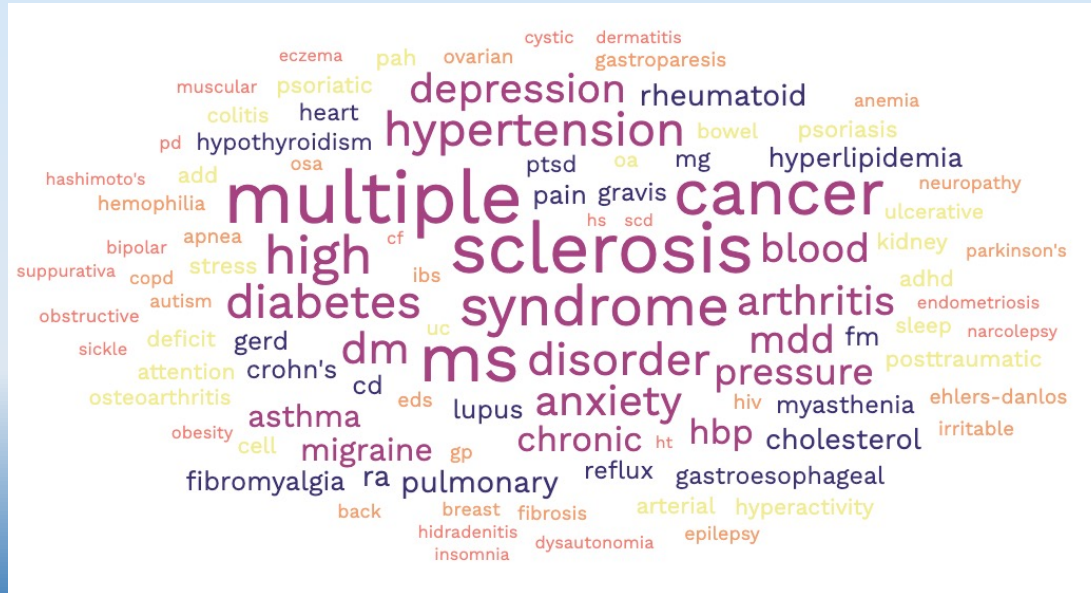 cystic dermatitis
eczema pah ovarian gastroparesis
muscular psoriatic depression rheumatoid anemia
colitis heart hypertension bowel psoriasis
pd hypothyroidism ptsd oa mg hyperlipidemia
hashimoto's add osa multiple pain gravis cancer neuropathy
hemophilia hs scd ulcerative
bipolar apnea high cf sclerosis blood kidney parkinson's
suppurativa copd stress ibs adhd
obstructive autism diabetes syndrome arthritis endometriosis
sickle deficit gerd uc mdd fm sleep narcolepsy
attention crohn's dm ms disorder pressure posttraumatic
osteoarthritis cd eds lupus anxiety hiv myasthenia ehlers-danlos
obesity asthma chronic ht hbp cholesterol irritable
cell migraine gp
fibromyalgia ra pulmonary reflux gastroesophageal
back breast fibrosis arterial hyperactivity
hidradenitis dysautonomia epilepsy
insomnia